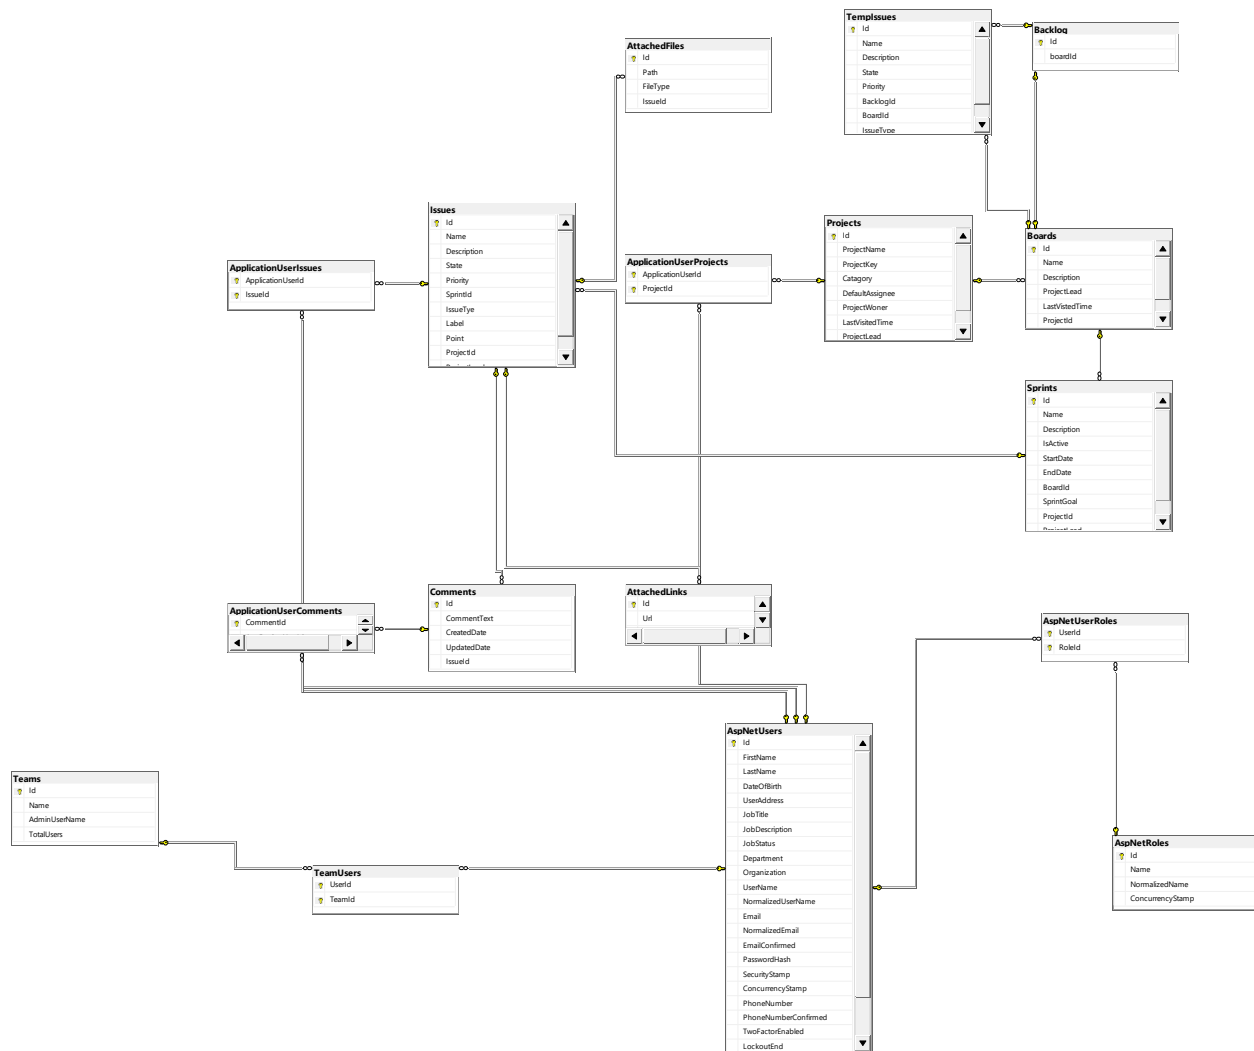 TempIssues
Id
Name
Description
State
Priority
BacklogId
BoardId
IssueType
Backlog
Id
boardId
AttachedFiles
Id
Path
FileType
IssueId
Issues
Id
Name
Description
State
Priority
SprintId
IssueTye
Label
Point
ProjectId
ApplicationUserIssues
ApplicationUserId
IssueId
ApplicationUserProjects
ApplicationUserId
ProjectId
Projects
Id
ProjectName
ProjectKey
Catagory
DefaultAssignee
ProjectWoner
LastVisitedTime
ProjectLead
Boards
Id
Name
Description
ProjectLead
LastVistedTime
ProjectId
Sprints
Id
Name
Description
IsActive
StartDate
EndDate
BoardId
SprintGoal
ProjectId
ProjectLead
ApplicationUserComments
CommentId
Comments
Id
CommentText
CreatedDate
UpdatedDate
IssueId
AttachedLinks
Id
Url
AspNetUserRoles
UserId
RoleId
AspNetUsers
Id
FirstName
LastName
DateOfBirth
UserAddress
JobTitle
JobDescription
JobStatus
Department
Organization
UserName
NormalizedUserName
Email
NormalizedEmail
EmailConfirmed
PasswordHash
SecurityStamp
ConcurrencyStamp
PhoneNumber
PhoneNumberConfirmed
TwoFactorEnabled
LockoutEnd
Teams
Id
Name
AdminUserName
TotalUsers
TeamUsers
UserId
TeamId
AspNetRoles
Id
Name
NormalizedName
ConcurrencyStamp